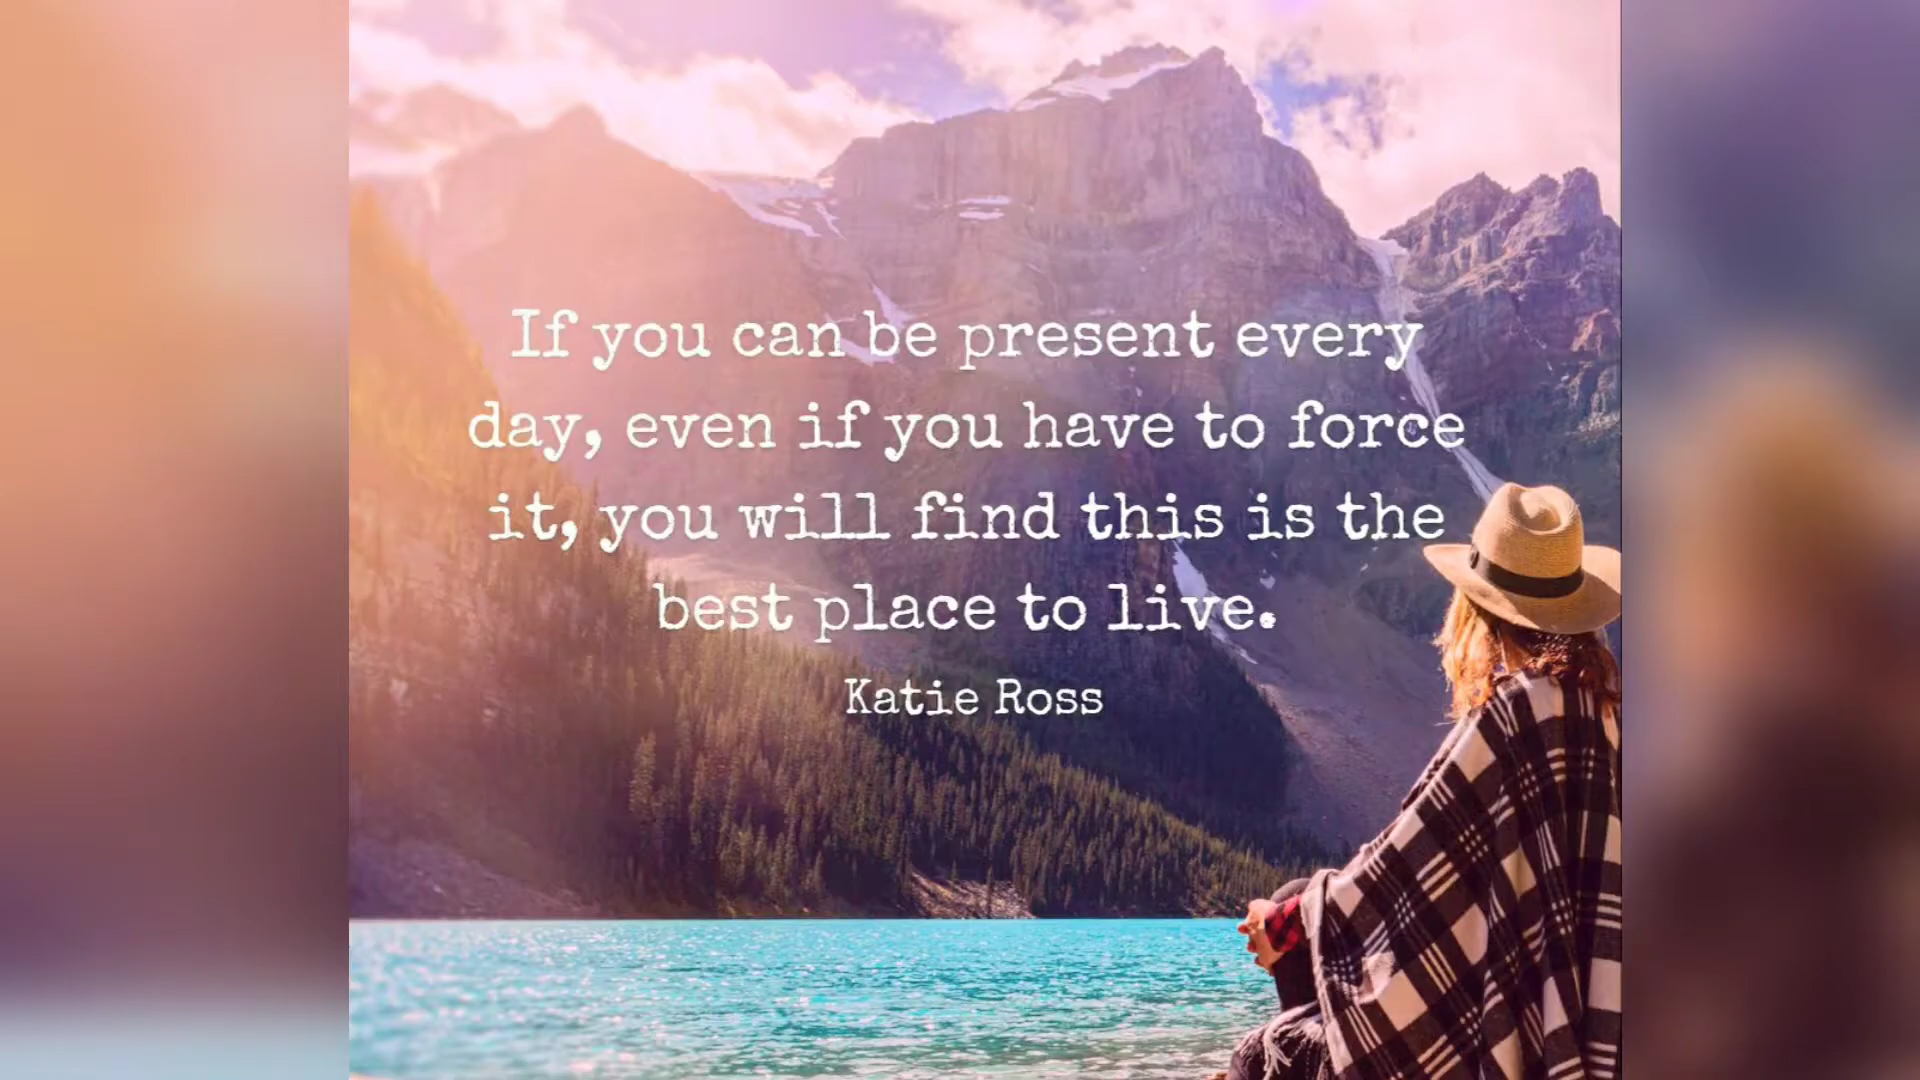 If you can be present every
day, even if you have to force
it, you will find this is the
best place to live.
Katie Ross